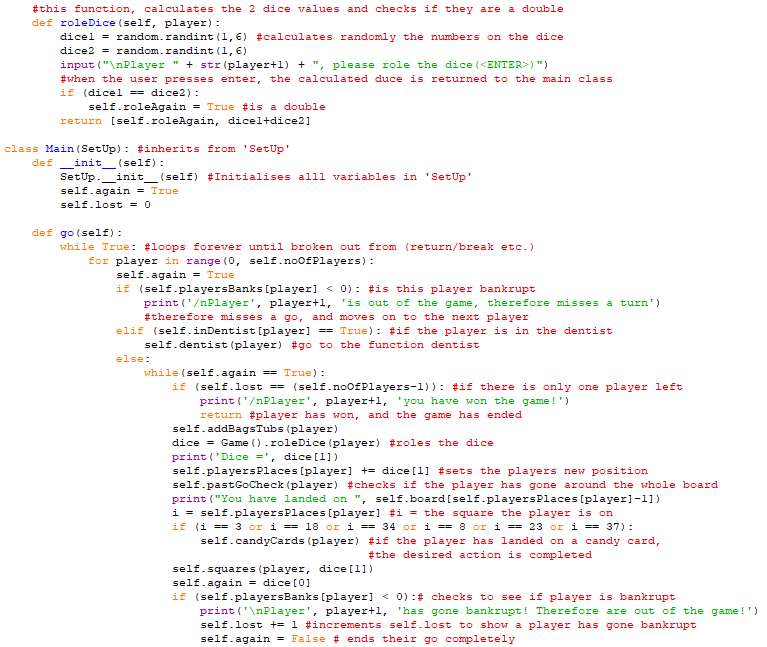 #this function, calculates the 2 dice values and checks if they are a double
    def roleDice(self, player):
        dice1 = random.randint(1,6) #calculates randomly the numbers on the dice
        dice2 = random.randint(1,6)
        input("\nPlayer " + str(player+1) + ", please role the dice(<ENTER>)")
        #when the user presses enter, the calculated duce is returned to the main class
        if (dice1 == dice2):
            self.roleAgain = True #is a double
        return [self.roleAgain, dice1+dice2]

class Main(SetUp): #inherits from 'SetUp'
    def __init__(self):
        SetUp.__init__(self) #Initialises alll variables in 'SetUp'
        self.again = True
        self.lost = 0

    def go(self):
        while True: #loops forever until broken out from (return/break etc.)
            for player in range(0, self.noOfPlayers):
                self.again = True
                if (self.playersBanks[player] < 0): #is this player bankrupt
                    print('/nPlayer', player+1, 'is out of the game, therefore misses a turn')
                    #therefore misses a go, and moves on to the next player
                elif (self.inDentist[player] == True): #if the player is in the dentist
                    self.dentist(player) #go to the function dentist
                else:
                    while(self.again == True):
                        if (self.lost == (self.noOfPlayers-1)): #if there is only one player left
                            print('/nPlayer', player+1, 'you have won the game!')
                            return #player has won, and the game has ended
                        self.addBagsTubs(player)
                        dice = Game().roleDice(player) #roles the dice
                        print('Dice =', dice[1])
                        self.playersPlaces[player] += dice[1] #sets the players new position
                        self.pastGoCheck(player) #checks if the player has gone around the whole board
                        print("You have landed on ", self.board[self.playersPlaces[player]-1])
                        i = self.playersPlaces[player] #i = the square the player is on
                        if (i == 3 or i == 18 or i == 34 or i == 8 or i == 23 or i == 37):
                            self.candyCards(player) #if the player has landed on a candy card,
                                                    #the desired action is completed
                        self.squares(player, dice[1])
                        self.again = dice[0]
                        if (self.playersBanks[player] < 0):# checks to see if player is bankrupt
                            print('\nPlayer', player+1, 'has gone bankrupt! Therefore are out of the game!')
                            self.lost += 1 #increments self.lost to show a player has gone bankrupt
                            self.again = False # ends their go completely